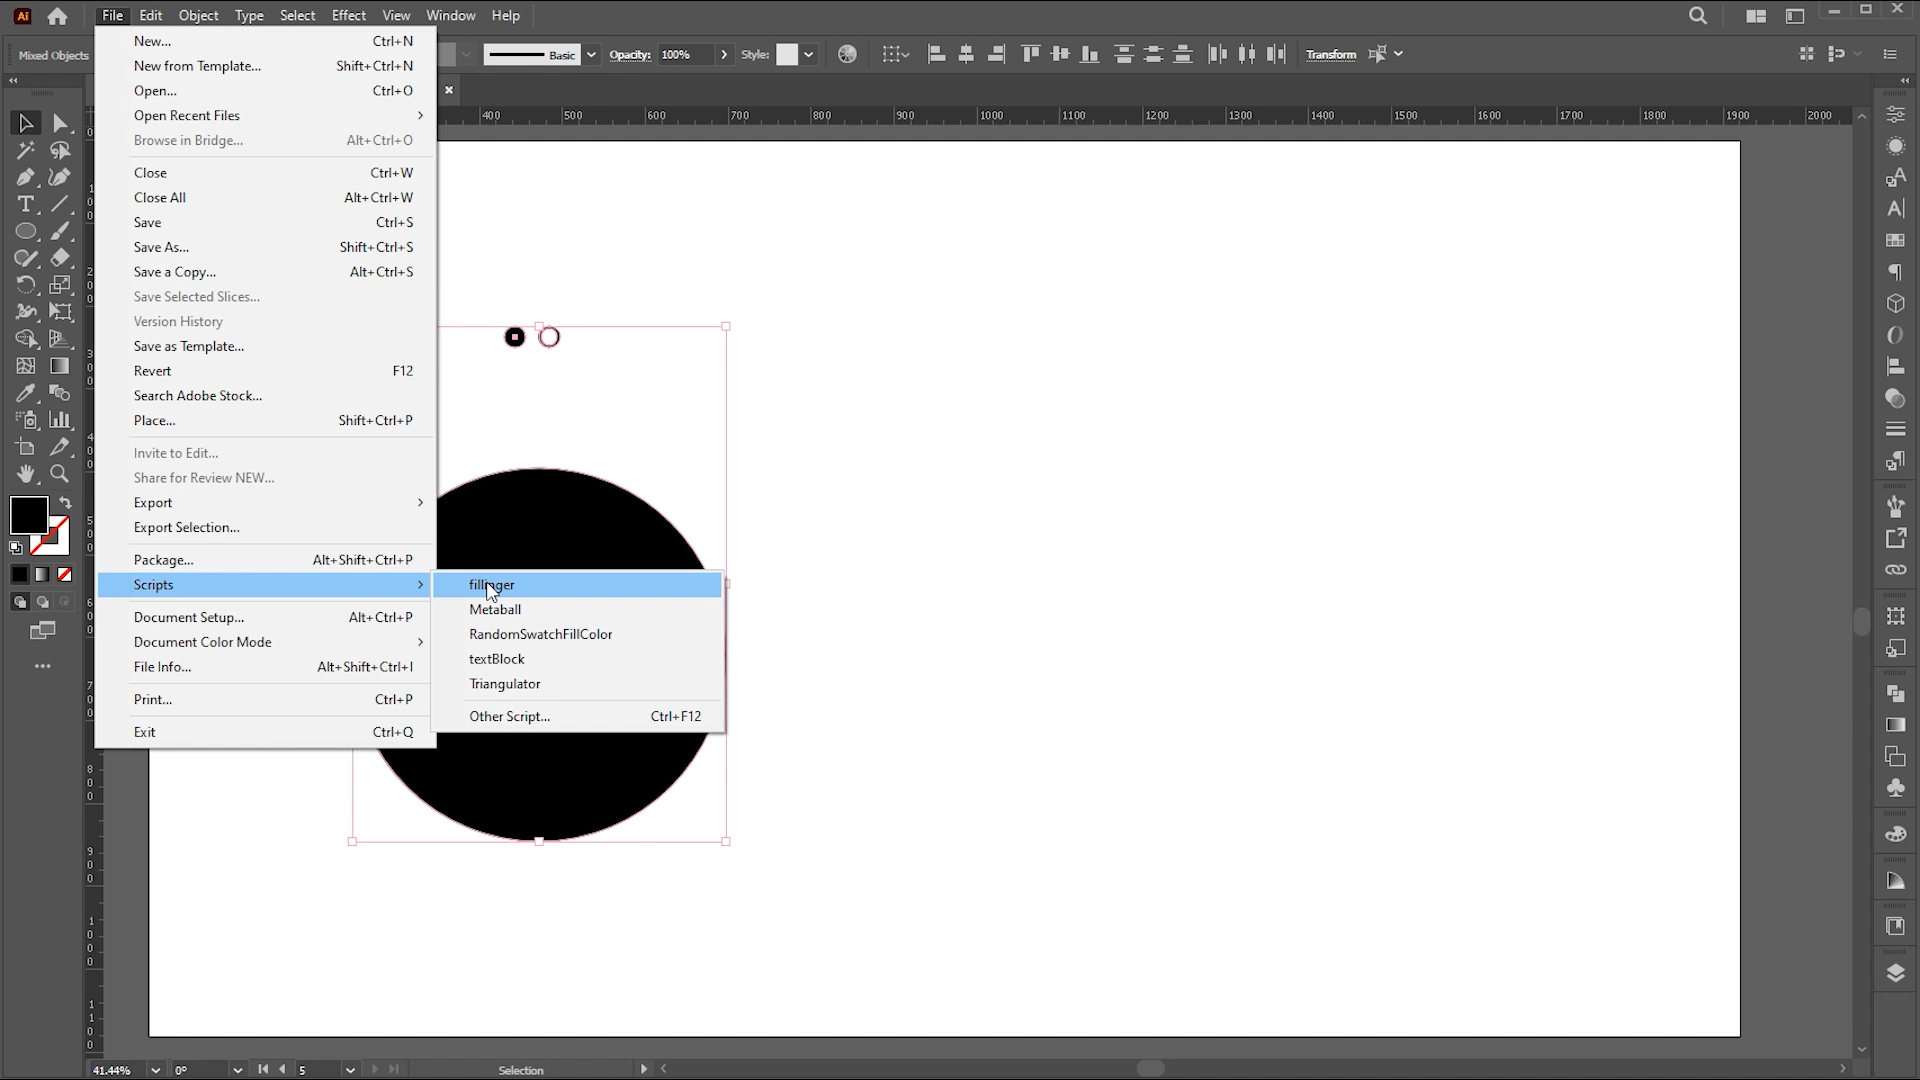 Ai
File Edit Object Type Select Effect View Window Help
Mixed Objects
Basic Opacity: 100% Style: Transform
New... Ctrl+N
New from Template... Shift+Ctrl+N
Open... Ctrl+O
Open Recent Files
Browse in Bridge... Alt+Ctrl+O
Close Ctrl+W
Close All Alt+Ctrl+W
Save Ctrl+S
Save As... Shift+Ctrl+S
Save a Copy... Alt+Ctrl+S
Save Selected Slices...
Version History
Save as Template...
Revert F12
Search Adobe Stock...
Place... Shift+Ctrl+P
Invite to Edit...
Share for Review NEW...
Export
Export Selection...
Package... Alt+Shift+Ctrl+P
Scripts
Document Setup... Alt+Ctrl+P
Document Color Mode
File Info... Alt+Shift+Ctrl+I
Print... Ctrl+P
Exit Ctrl+Q
fillinger
Metaball
RandomSwatchFillColor
textBlock
Triangulator
Other Script... Ctrl+F12
400 500 600 700 800 900 1000 1100 1200 1300 1400 1500 1600 1700 1800 1900 2000
41.44% 0° 5 Selection